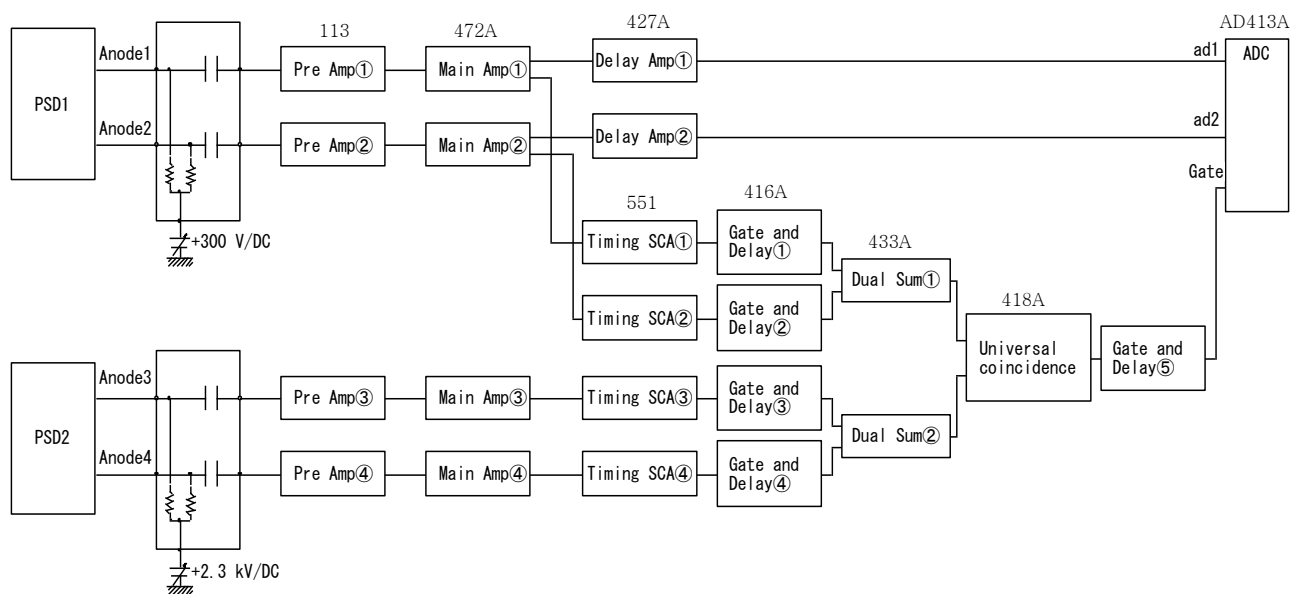 113
472A
427A
AD413A
PSD1
Anode1
Pre Amp①
Main Amp①
Delay Amp①
ad1
ADC
Anode2
Pre Amp②
Main Amp②
Delay Amp②
ad2
Gate
551
416A
+300 V/DC
Timing SCA①
Gate and
Delay①
433A
Dual Sum①
Timing SCA②
Gate and
Delay②
418A
Universal
coincidence
Gate and
Delay⑤
PSD2
Anode3
Pre Amp③
Main Amp③
Timing SCA③
Gate and
Delay③
Dual Sum②
Anode4
Pre Amp④
Main Amp④
Timing SCA④
Gate and
Delay④
+2.3 kV/DC